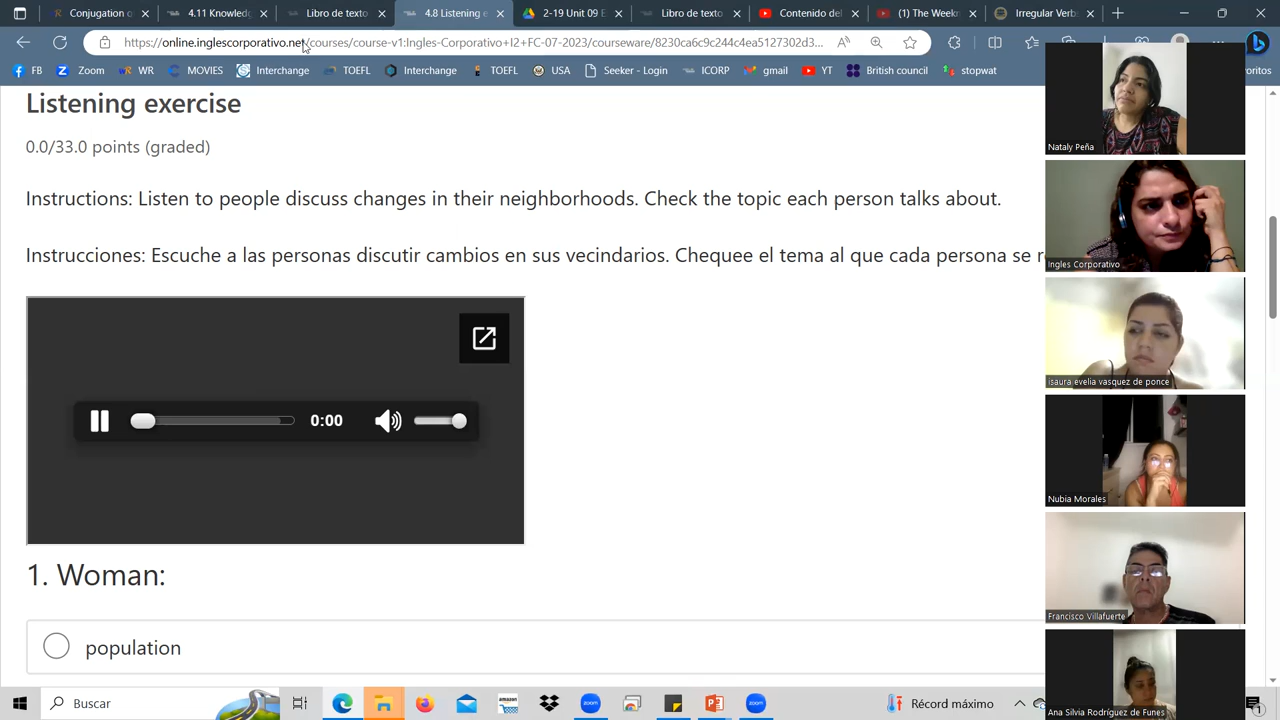 Conjugation o
4.11 Knowledg
Libro de texto
4.8 Listening
2-19 Unit 09 E
Libro de texto
Contenido del
(1) The Weekn
Irregular Verb
https://online.inglescorporativo.net/courses/course-v1:Ingles-Corporativo+I2+FC-07-2023/courseware/8230ca6c9c244c4ea5127302d3...
FB
Zoom
WR
MOVIES
Interchange
TOEFL
Interchange
TOEFL
USA
Seeker - Login
ICORP
gmail
YT
British council
stopwat
avoritos
Listening exercise
0.0/33.0 points (graded)
Instructions: Listen to people discuss changes in their neighborhoods. Check the topic each person talks about.
Instrucciones: Escuche a las personas discutir cambios en sus vecindarios. Chequee el tema al que cada persona se r
0:00
1. Woman:
population
Nataly Peña
Ingles Corporativo
isaura evelia vasquez de ponce
Nubia Morales
Francisco Villafuerte
Ana Silvia Rodríguez de Funes
Buscar
amazon
zoom
zoom
Récord máximo
1